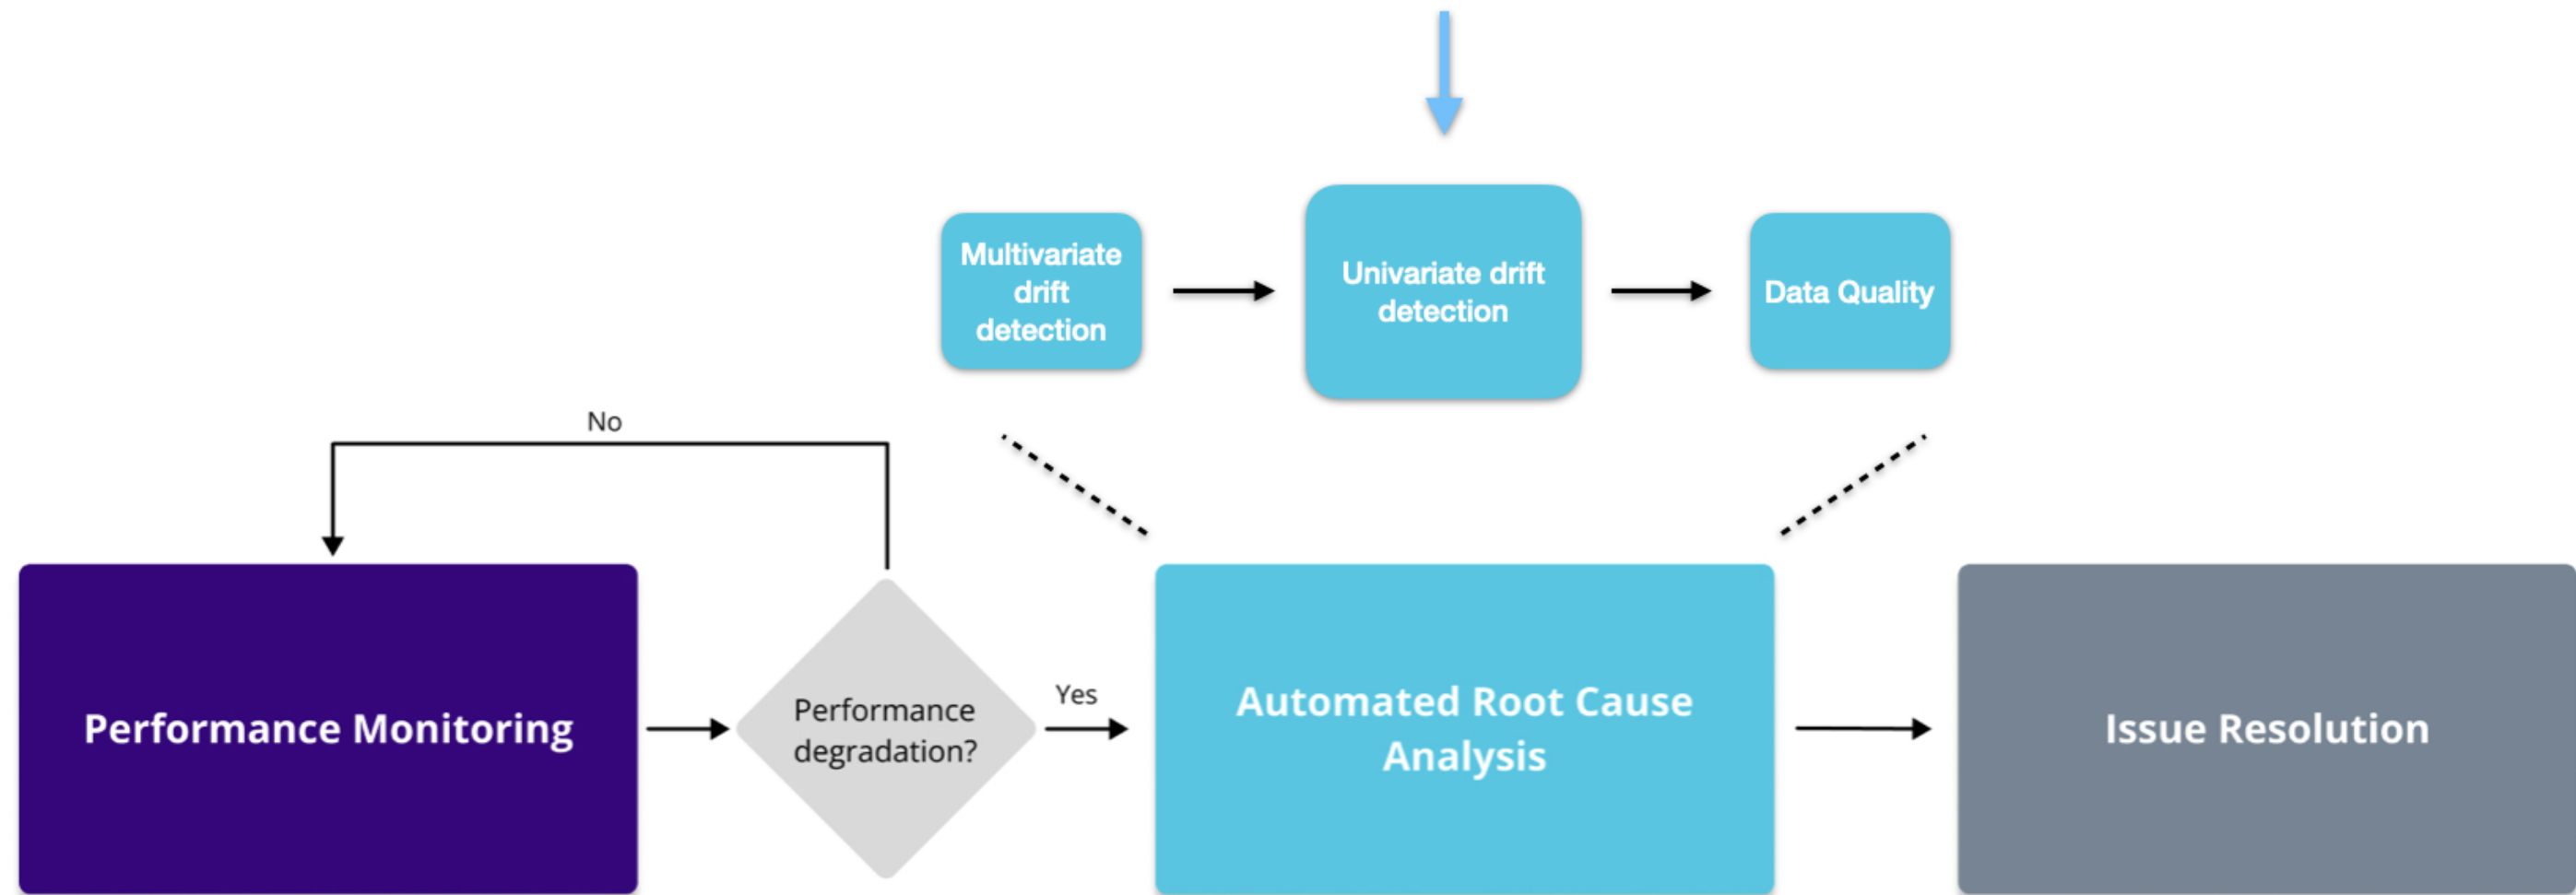 Multivariate
drift
detection
Univariate drift
detection
Data Quality
No
Performance Monitoring
Performance
degradation?
Yes
Automated Root Cause
Analysis
Issue Resolution